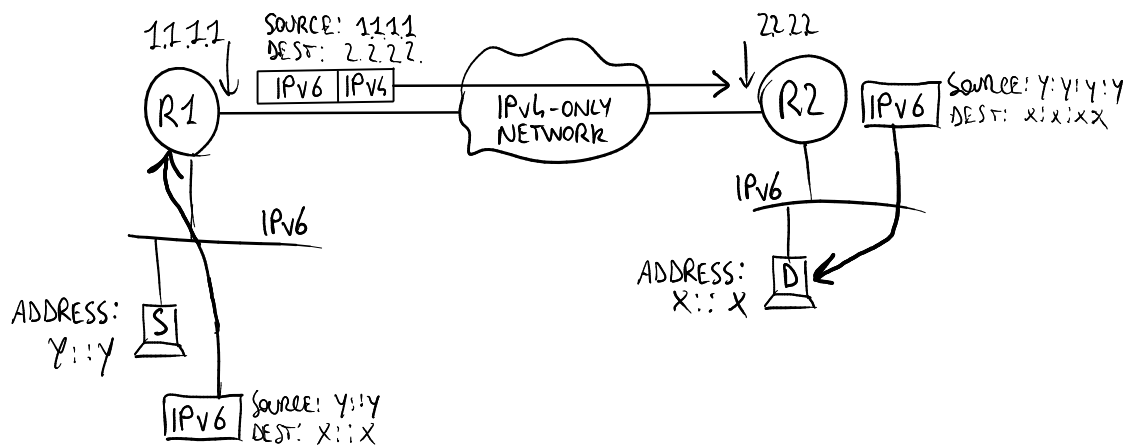 1.1.1.1
SOURCE: 1.1.1.1
DEST: 2.2.2.2.
2.2.2.2
R1
IPv6 IPv4
IPv4-ONLY
NETWORK
R2
IPv6
SOURCE: Y:Y:Y:Y:Y
DEST: X:X:X:X
IPv6
IPv6
ADDRESS:
X::X
D
ADDRESS:
Y::Y
S
IPv6
SOURCE: Y::Y
DEST: X::X